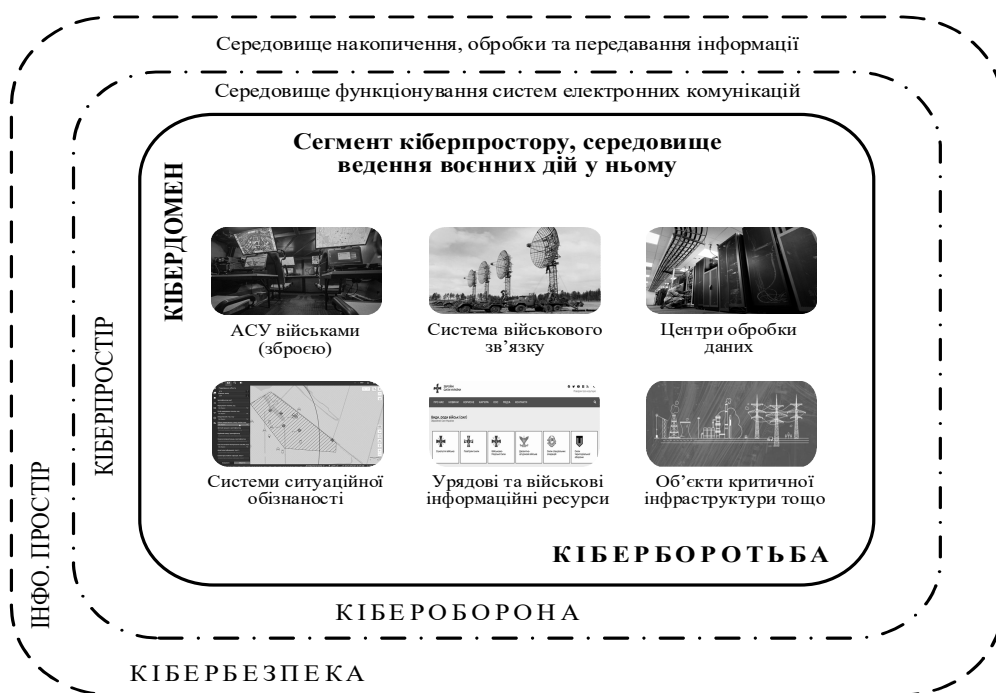 Середовище накопичення, обробки та передавання інформації
Середовище функціонування систем електронних комунікацій
Сегмент кіберпростору, середовище
ведення воєнних дій у ньому
КІБЕРДОМЕН
АСУ військами
(зброєю)
Система військового
зв’язку
Центри обробки
даних
КІБЕРПРОСТІР
Системи ситуаційної
обізнаності
Урядові та військові
інформаційні ресурси
Об’єкти критичної
інфраструктури тощо
ІНФО. ПРОСТІР
КІБЕРБОРОТЬБА
КІБЕРОБОРОНА
КІБЕРБЕЗПЕКА